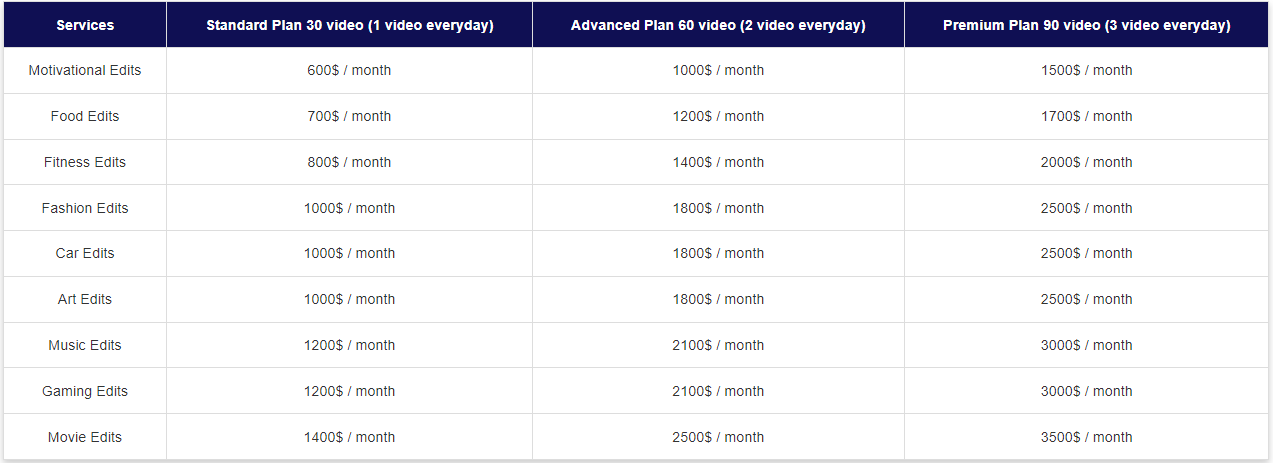 Services Standard Plan 30 video (1 video everyday) Advanced Plan 60 video (2 video everyday) Premium Plan 90 video (3 video everyday)
Motivational Edits 600$ / month 1000$ / month 1500$ / month
Food Edits 700$ / month 1200$ / month 1700$ / month
Fitness Edits 800$ / month 1400$ / month 2000$ / month
Fashion Edits 1000$ / month 1800$ / month 2500$ / month
Car Edits 1000$ / month 1800$ / month 2500$ / month
Art Edits 1000$ / month 1800$ / month 2500$ / month
Music Edits 1200$ / month 2100$ / month 3000$ / month
Gaming Edits 1200$ / month 2100$ / month 3000$ / month
Movie Edits 1400$ / month 2500$ / month 3500$ / month